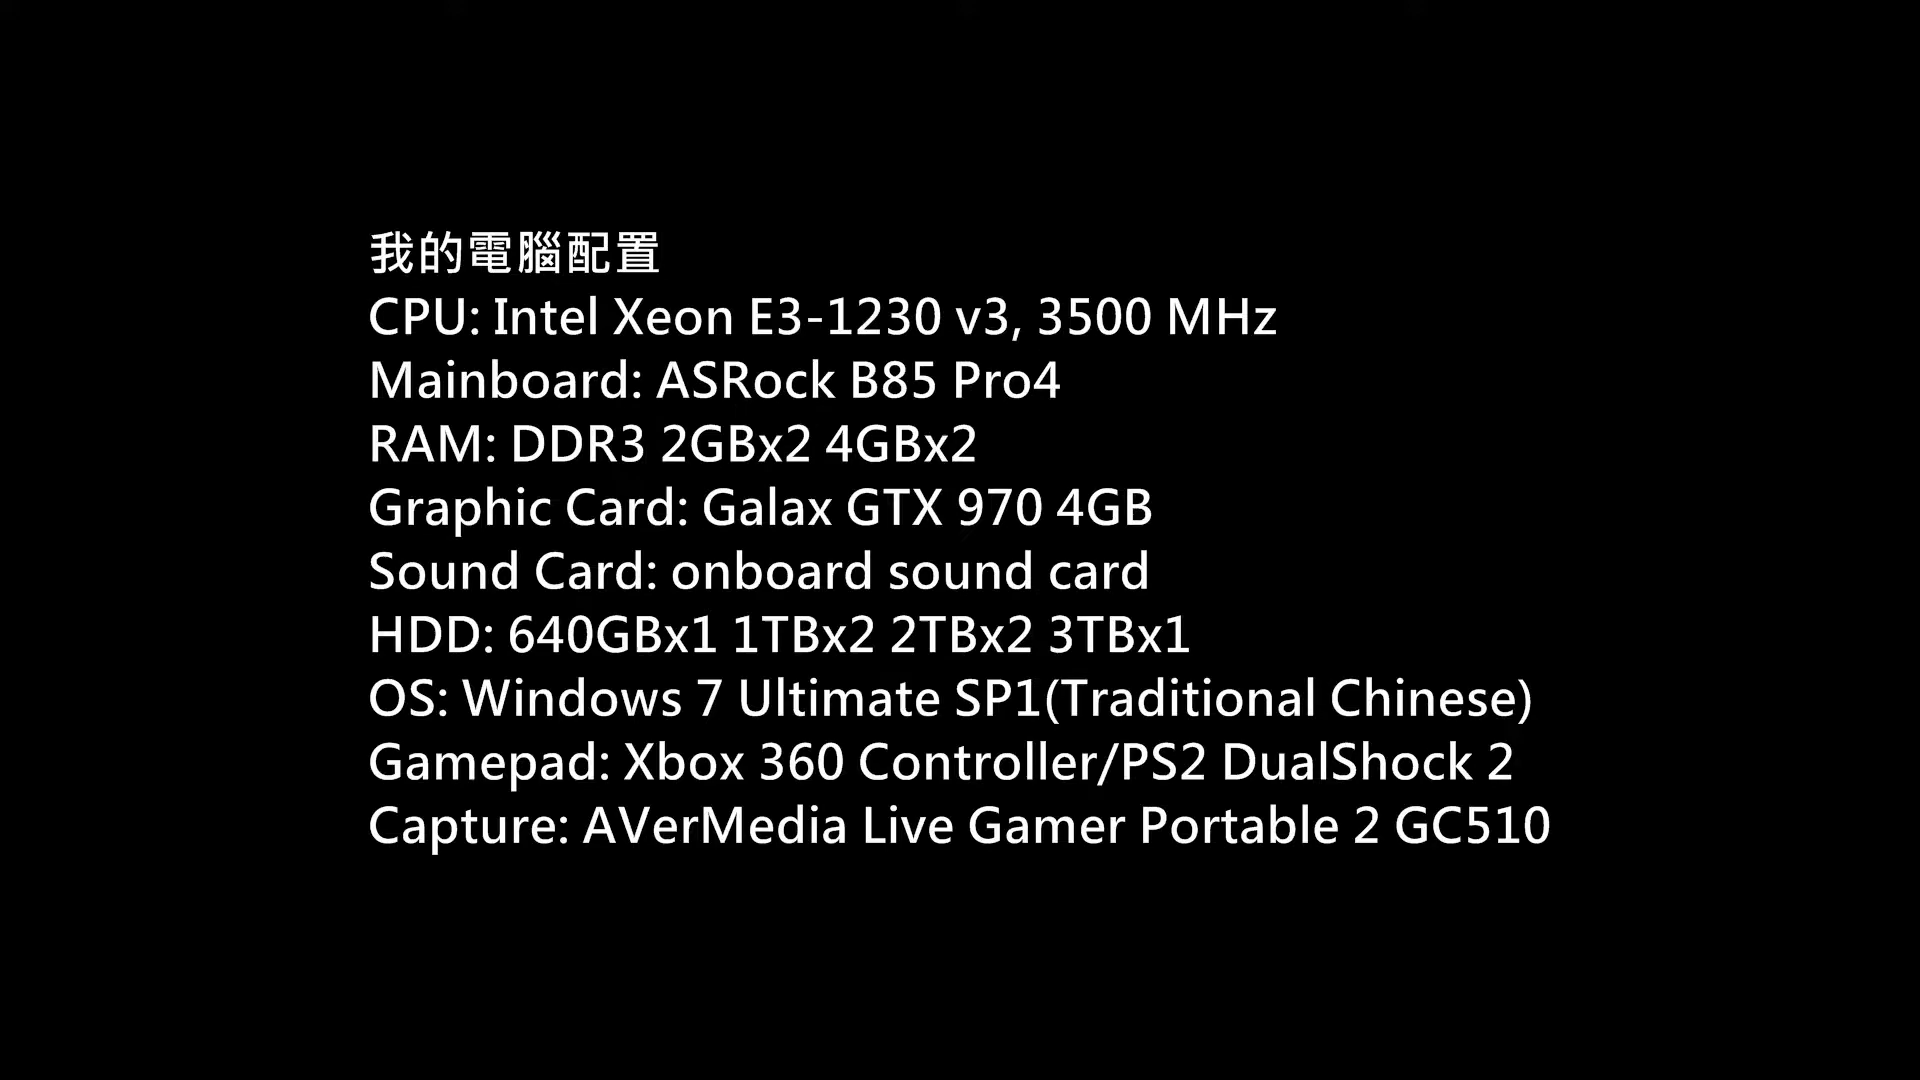 我的電腦配置
CPU: Intel Xeon E3-1230 v3, 3500 MHz
Mainboard: ASRock B85 Pro4
RAM: DDR3 2GBx2 4GBx2
Graphic Card: Galax GTX 970 4GB
Sound Card: onboard sound card
HDD: 640GBx1 1TBx2 2TBx2 3TBx1
OS: Windows 7 Ultimate SP1(Traditional Chinese)
Gamepad: Xbox 360 Controller/PS2 DualShock 2
Capture: AVerMedia Live Gamer Portable 2 GC510